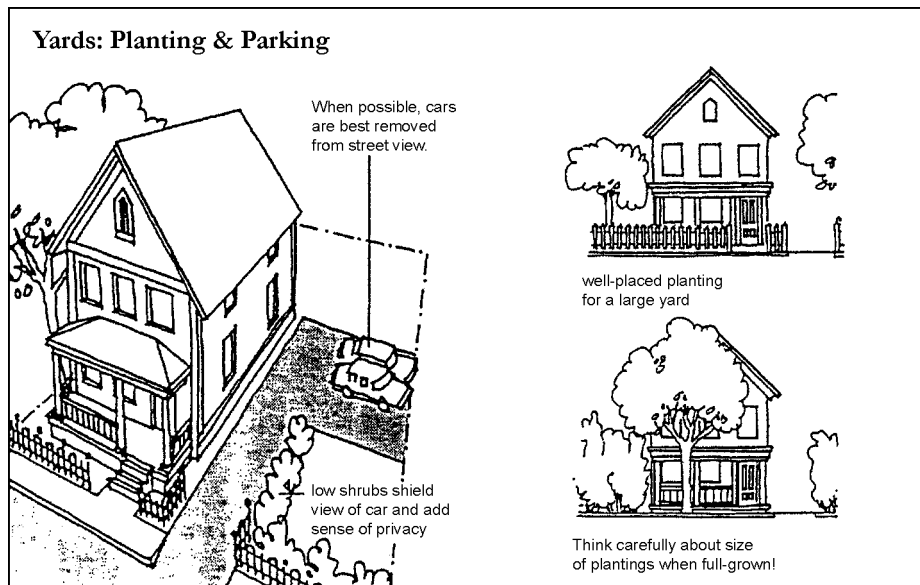 Yards: Planting & Parking
When possible, cars
are best removed
from street view.
low shrubs shield
view of car and add
sense of privacy
well-placed planting
for a large yard
Think carefully about size
of plantings when full-grown!